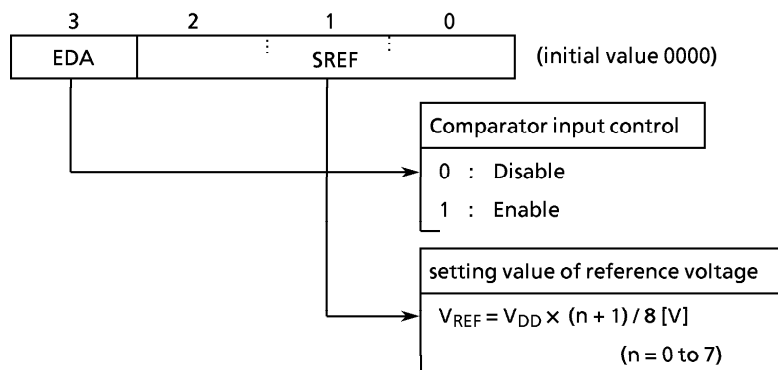 3 2 1 0
EDA SREF (initial value 0000)
Comparator input control
0 : Disable
1 : Enable
setting value of reference voltage
VREF = VDD × (n + 1) / 8 [V]
(n = 0 to 7)